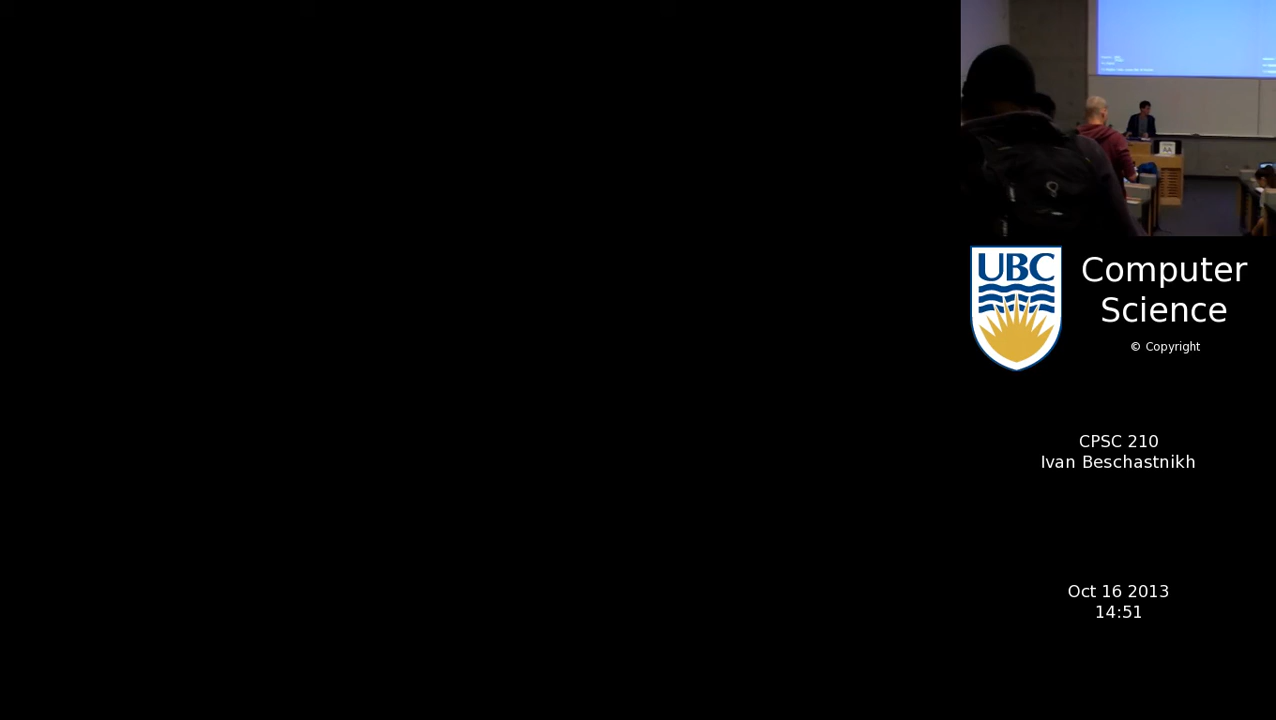 UBC
Computer
Science
© Copyright
CPSC 210
Ivan Beschastnikh
Oct 16 2013
14:51